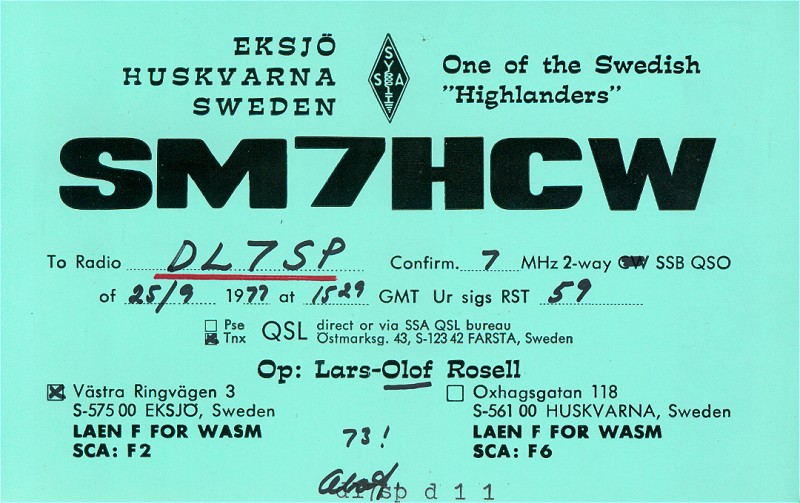 EKSJÖ
HUSKVARNA
SWEDEN
SSA
One of the Swedish
"Highlanders"
SM7HCW
To Radio DL7SP Confirm. 7 MHz 2-way CW SSB QSO
of 25/9 1977 at 1529 GMT Ur sigs RST 59
Pse
Tnx
QSL direct or via SSA QSL bureau
Östmarksg. 43, S-123 42 FARSTA, Sweden
Op: Lars-Olof Rosell
Västra Ringvägen 3
S-575 00 EKSJÖ, Sweden
LAEN F FOR WASM
SCA: F2
Oxhagsgatan 118
S-561 00 HUSKVARNA, Sweden
LAEN F FOR WASM
SCA: F6
73!
dl7sp d 1 1